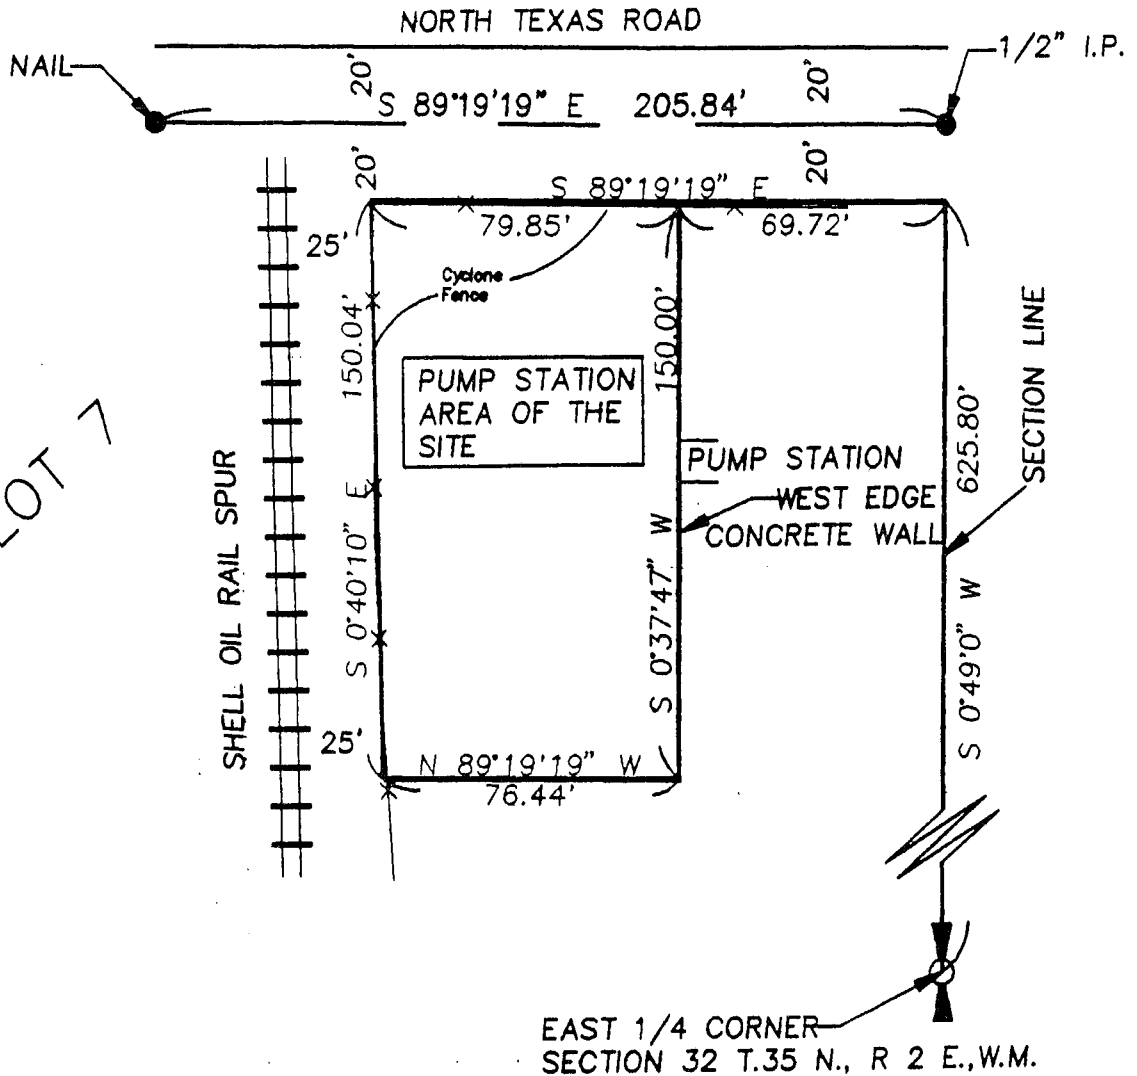 NORTH TEXAS ROAD
NAIL
1/2" I.P.
20'
20'
S 89°19'19" E 205.84'
20'
20'
S 89°19'19" E
79.85'
69.72'
25'
Cyclone
Fence
150.04'
150.00'
PUMP STATION
AREA OF THE
SITE
SECTION LINE
625.80'
LOT 7
PUMP STATION
WEST EDGE
CONCRETE WALL
SHELL OIL RAIL SPUR
S 0°40'10" E
S 0°37'47" W
S 0°49'0" W
25'
N 89°19'19" W
76.44'
EAST 1/4 CORNER
SECTION 32 T.35 N., R 2 E.,W.M.